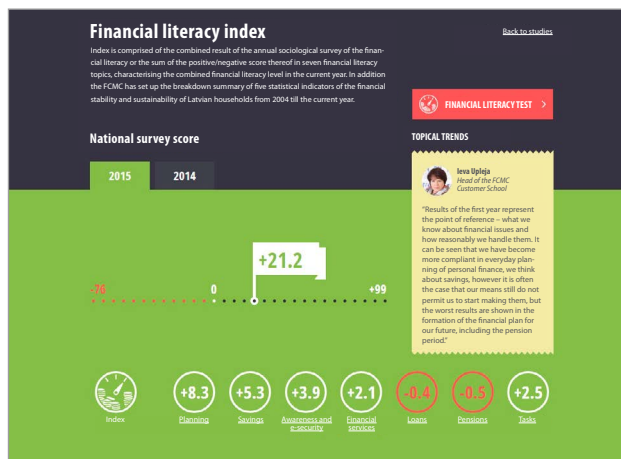 Financial literacy index
Back to studies
Index is comprised of the combined result of the annual sociological survey of the finan-
cial literacy or the sum of the positive/negative score thereof in seven financial literacy
topics, characterising the combined financial literacy level in the current year. In addition
the FCMC has set up the breakdown summary of five statistical indicators of the financial
stability and sustainability of Latvian households from 2004 till the current year.
FINANCIAL LITERACY TEST >
National survey score
TOPICAL TRENDS
2015
2014
Ieva Upleja
Head of the FCMC
Customer School
"Results of the first year represent
the point of reference – what we
know about financial issues and
how reasonably we handle them. It
can be seen that we have become
more compliant in everyday plan-
ning of personal finance, we think
about savings, however it is often
the case that our means still do not
permit us to start making them, but
the worst results are shown in the
formation of the financial plan for
our future, including the pension
period."
+21.2
-76
0
+99
Index
+8.3
Planning
+5.3
Savings
+3.9
Awareness and
e-security
+2.1
Financial
services
-0.4
Loans
-0.5
Pensions
+2.5
Tasks